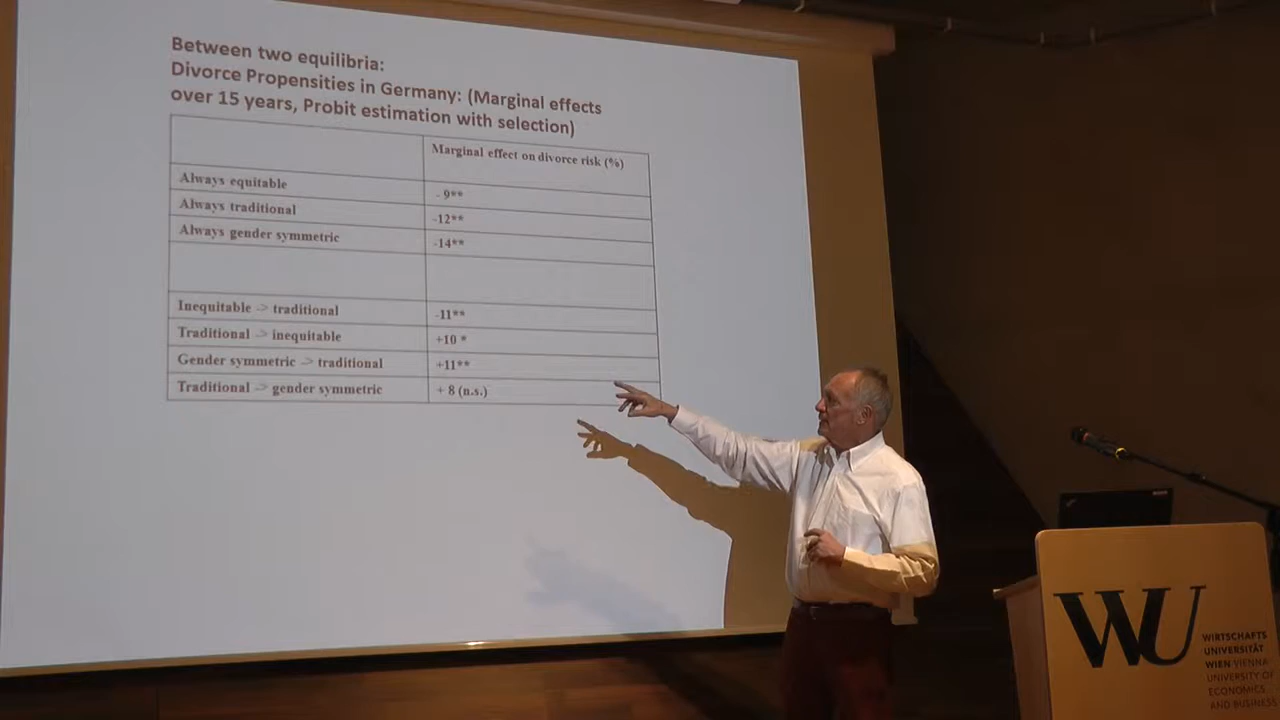 Between two equilibria:
Divorce Propensities in Germany: (Marginal effects
over 15 years, Probit estimation with selection)
Marginal effect on divorce risk (%)
Always equitable - 9**
Always traditional -12**
Always gender symmetric -14**
Inequitable -> traditional -11**
Traditional -> inequitable +10 *
Gender symmetric -> traditional +11**
Traditional -> gender symmetric + 8 (n.s.)
WU
WIRTSCHAFTS
UNIVERSITÄT
WIEN VIENNA
UNIVERSITY OF
ECONOMICS
AND BUSINESS